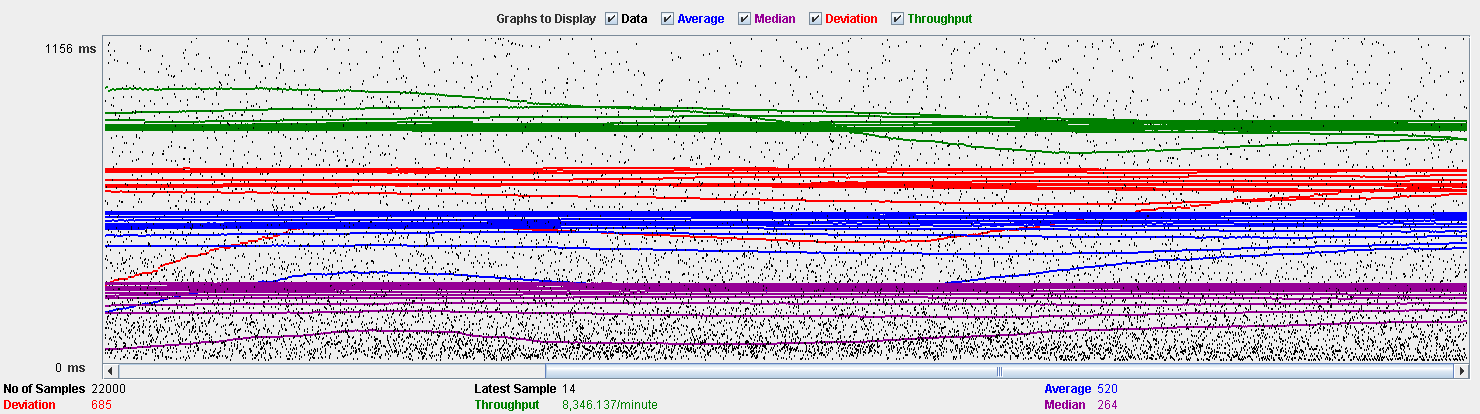 Graphs to Display Data Average Median Deviation Throughput
1156 ms
0 ms
No of Samples 22000 Latest Sample 14 Average 520
Deviation 685 Throughput 8,346.137/minute Median 264